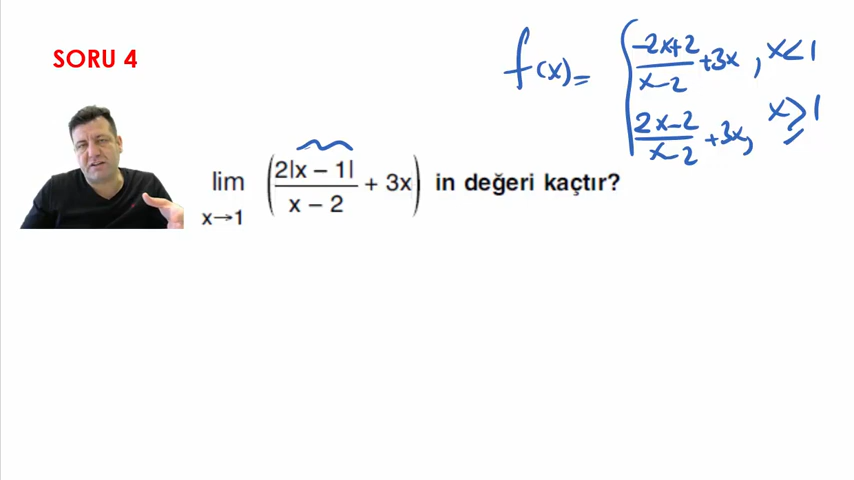 SORU 4
f(x) = { (-2x+2)/(x-2) + 3x , x < 1
(2x-2)/(x-2) + 3x, x ≥ 1
lim x→1 ( 2|x − 1| / (x − 2) + 3x ) in değeri kaçtır?